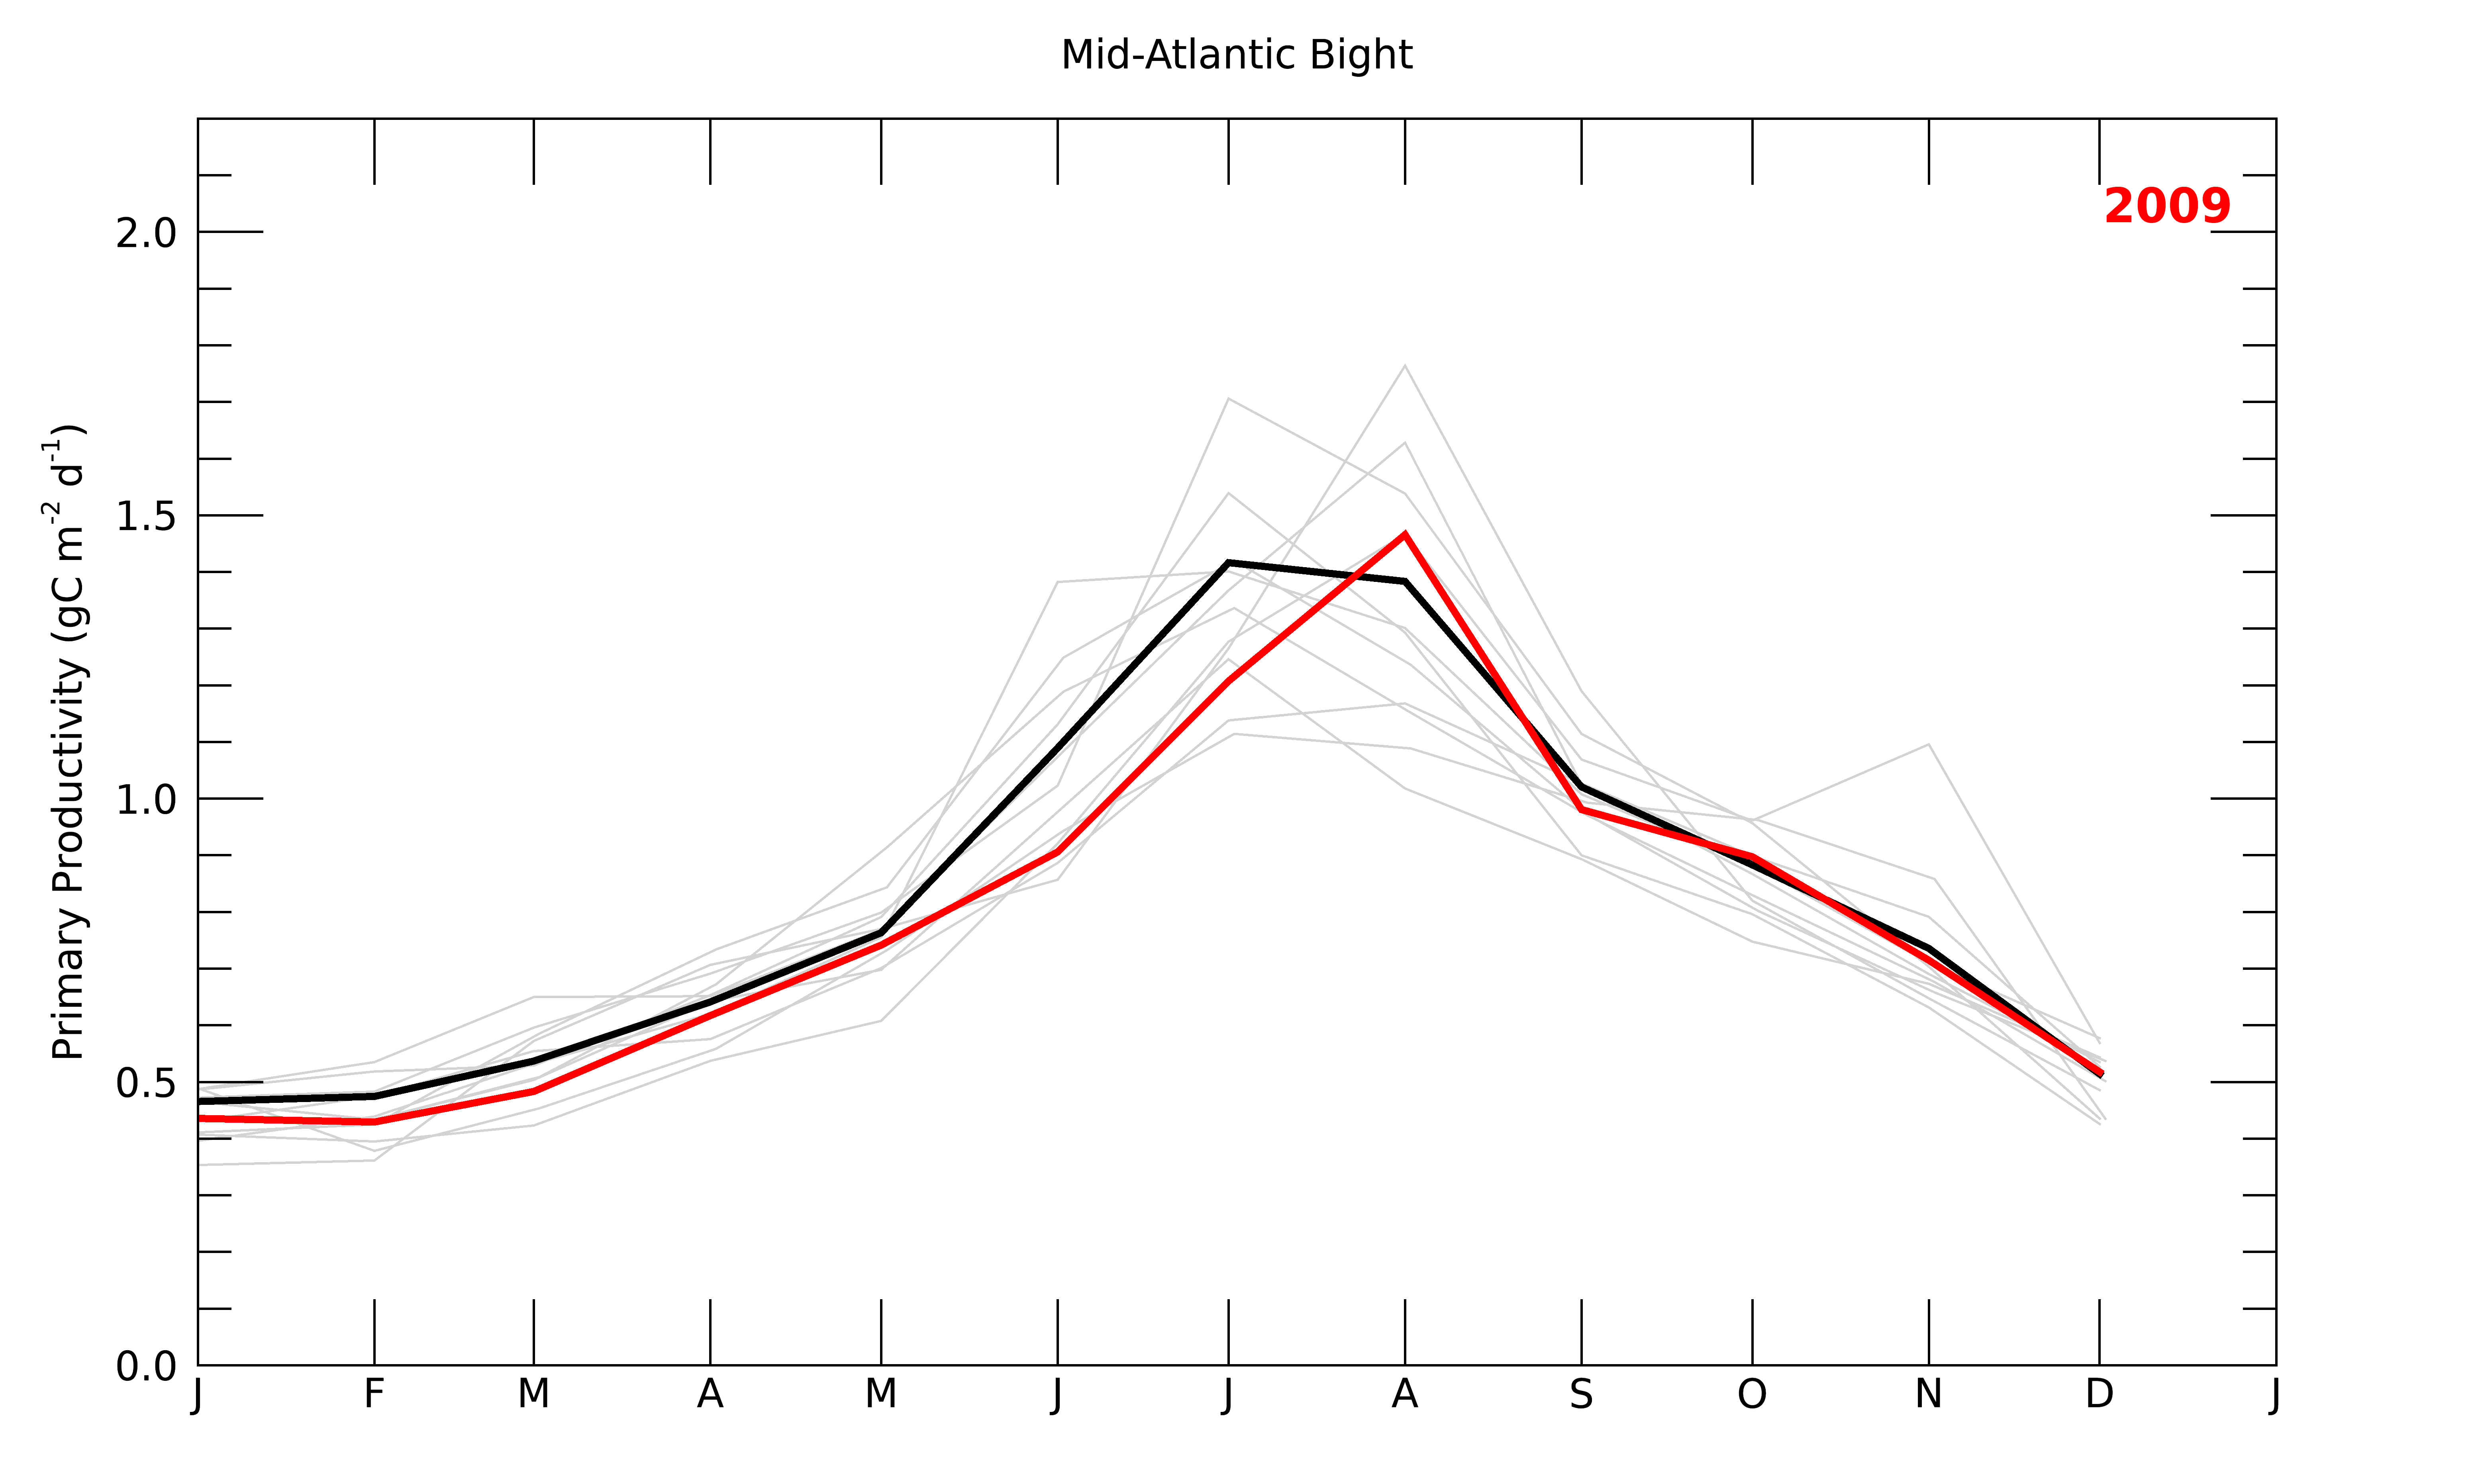 Mid-Atlantic Bight
2009
Primary Productivity (gC m-2 d-1)
2.0
1.5
1.0
0.5
0.0
J F M A M J J A S O N D J